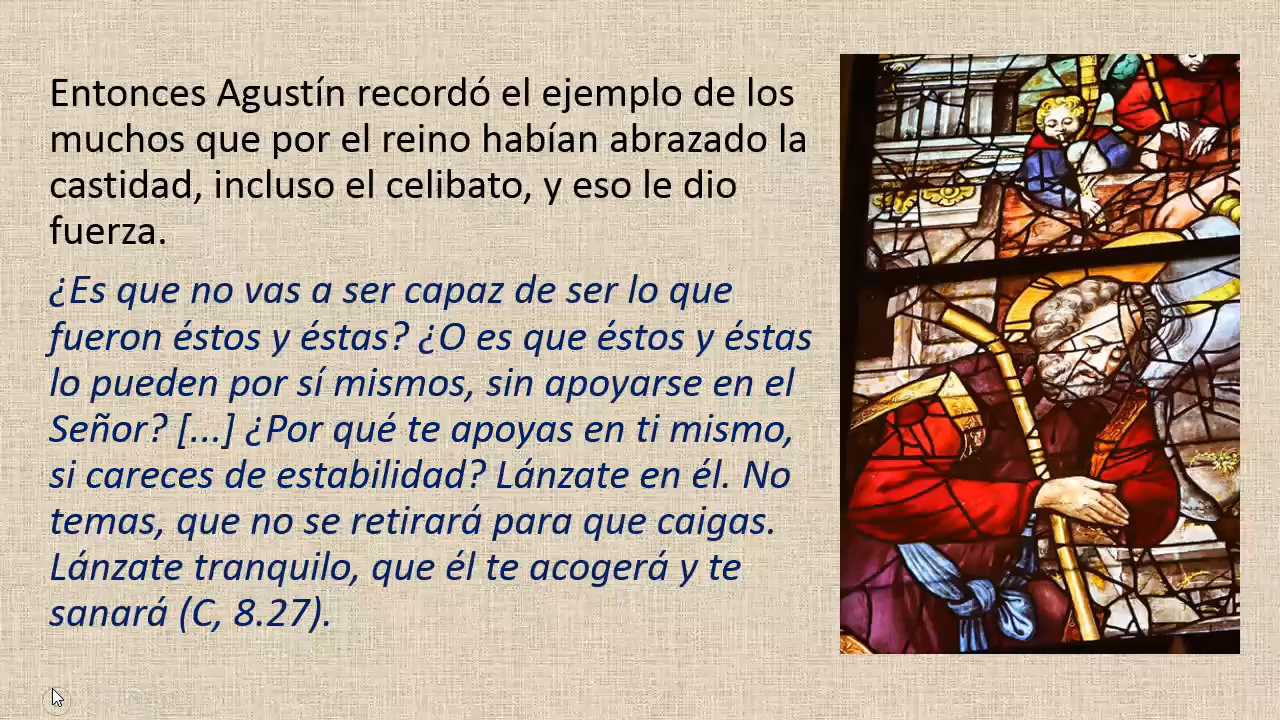 Entonces Agustín recordó el ejemplo de los
muchos que por el reino habían abrazado la
castidad, incluso el celibato, y eso le dio
fuerza.
¿Es que no vas a ser capaz de ser lo que
fueron éstos y éstas? ¿O es que éstos y éstas
lo pueden por sí mismos, sin apoyarse en el
Señor? [...] ¿Por qué te apoyas en ti mismo,
si careces de estabilidad? Lánzate en él. No
temas, que no se retirará para que caigas.
Lánzate tranquilo, que él te acogerá y te
sanará (C, 8.27).